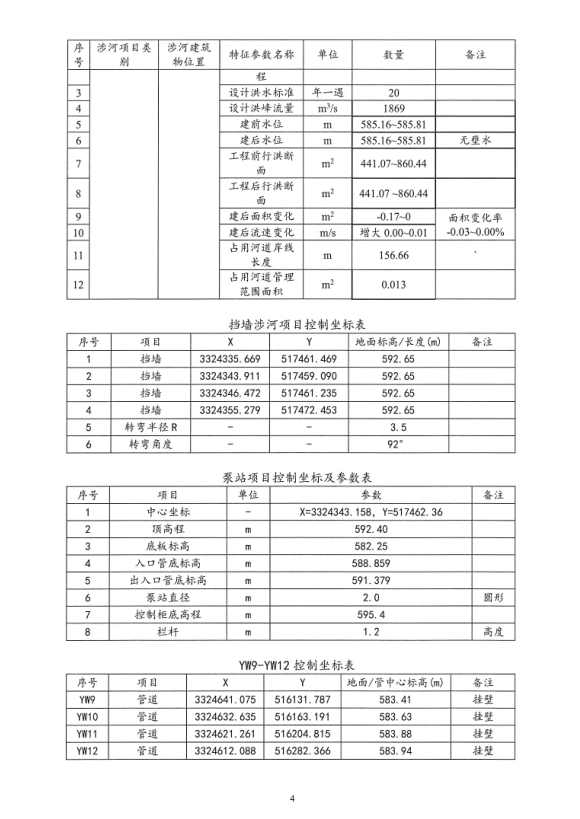 序号 涉河项目类别 涉河建筑物位置 特征参数名称 单位 数量 备注
程
3 设计洪水标准 年一遇 20
4 设计洪峰流量 m³/s 1869
5 建前水位 m 585.16~585.81
6 建后水位 m 585.16~585.81 无壅水
7 工程前行洪断面 m² 441.07~860.44
8 工程后行洪断面 m² 441.07 ~860.44
9 建后面积变化 m² -0.17~0 面积变化率
10 建后流速变化 m/s 增大 0.00~0.01 -0.03~0.00%
11 占用河道岸线长度 m 156.66
12 占用河道管理范围面积 m² 0.013
挡墙涉河项目控制坐标表
序号 项目 X Y 地面标高/长度(m) 备注
1 挡墙 3324335.669 517461.469 592.65
2 挡墙 3324343.911 517459.090 592.65
3 挡墙 3324346.472 517461.235 592.65
4 挡墙 3324355.279 517472.453 592.65
5 转弯半径 R - - 3.5
6 转弯角度 - - 92°
泵站项目控制坐标及参数表
序号 项目 单位 参数 备注
1 中心坐标 - X=3324343.158, Y=517462.36
2 顶高程 m 592.40
3 底板标高 m 582.25
4 入口管底标高 m 588.859
5 出入口管底标高 m 591.379
6 泵站直径 m 2.0 圆形
7 控制柜底高程 m 595.4
8 栏杆 m 1.2 高度
YW9-YW12 控制坐标表
序号 项目 X Y 地面/管中心标高(m) 备注
YW9 管道 3324641.075 516131.787 583.41 挂壁
YW10 管道 3324632.635 516163.191 583.63 挂壁
YW11 管道 3324621.261 516204.815 583.88 挂壁
YW12 管道 3324612.088 516282.366 583.94 挂壁
4